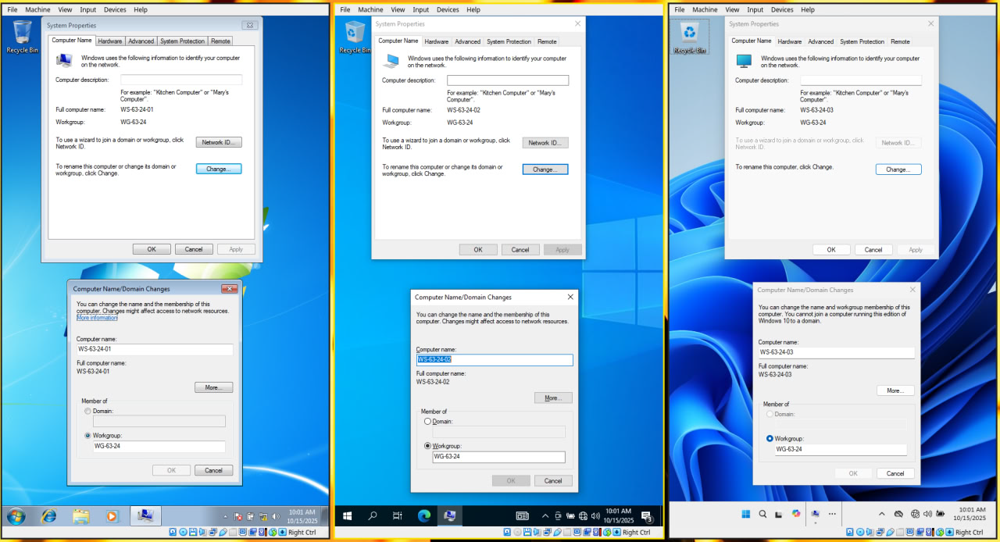 File Machine View Input Devices Help
Recycle Bin
System Properties
Computer Name Hardware Advanced System Protection Remote
Windows uses the following information to identify your computer
on the network.
Computer description:
For example: "Kitchen Computer" or "Mary's
Computer".
Full computer name: WS-63-24-01
Workgroup: WG-63-24
To use a wizard to join a domain or workgroup, click
Network ID.
Network ID...
To rename this computer or change its domain or
workgroup, click Change.
Change...
OK Cancel Apply
Computer Name/Domain Changes
You can change the name and the membership of this
computer. Changes might affect access to network resources.
More information
Computer name:
WS-63-24-01
Full computer name:
WS-63-24-01
More...
Member of
Domain:
Workgroup:
WG-63-24
OK Cancel
10:01 AM
10/15/2025
Right Ctrl
File Machine View Input Devices Help
Recycle Bin
System Properties
Computer Name Hardware Advanced System Protection Remote
Windows uses the following information to identify your computer
on the network.
Computer description:
For example: "Kitchen Computer" or "Mary's
Computer".
Full computer name: WS-63-24-02
Workgroup: WG-63-24
To use a wizard to join a domain or workgroup, click
Network ID.
Network ID...
To rename this computer or change its domain or
workgroup, click Change.
Change...
OK Cancel Apply
Computer Name/Domain Changes
You can change the name and the membership of this
computer. Changes might affect access to network resources.
Computer name:
WS-63-24-02
Full computer name:
WS-63-24-02
More...
Member of
Domain:
Workgroup:
WG-63-24
OK Cancel
10:01 AM
10/15/2025
3
Right Ctrl
File Machine View Input Devices Help
Recycle Bin
System Properties
Computer Name Hardware Advanced System Protection Remote
Windows uses the following information to identify your computer
on the network.
Computer description:
For example: "Kitchen Computer" or "Mary's
Computer".
Full computer name: WS-63-24-03
Workgroup: WG-63-24
To use a wizard to join a domain or workgroup, click
Network ID.
Network ID...
To rename this computer, click Change.
Change...
OK Cancel Apply
Computer Name/Domain Changes
You can change the name and workgroup membership of this
computer. You cannot join a computer running this edition of
Windows 10 to a domain.
Computer name:
WS-63-24-03
Full computer name:
WS-63-24-03
More...
Member of
Domain:
Workgroup:
WG-63-24
OK Cancel
10:01 AM
10/15/2025
Right Ctrl